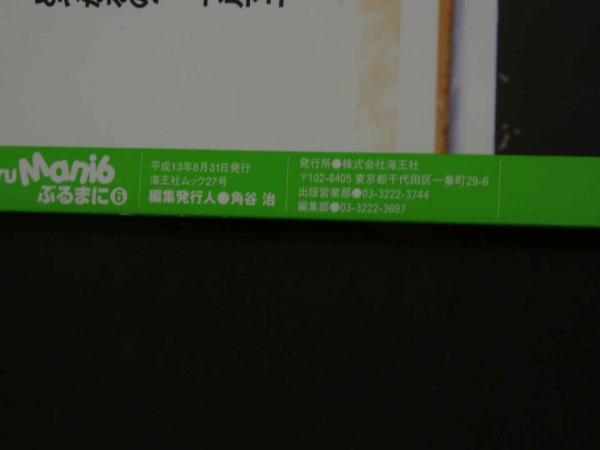 ru Mani6
ぶるまに⑥
平成13年8月31日発行
海王社ムック27号
編集発行人●角谷 治
発行所●株式会社海王社
〒102-8405 東京都千代田区一番町29-6
出版営業部●03-3222-3744
編集部●03-3222-3697